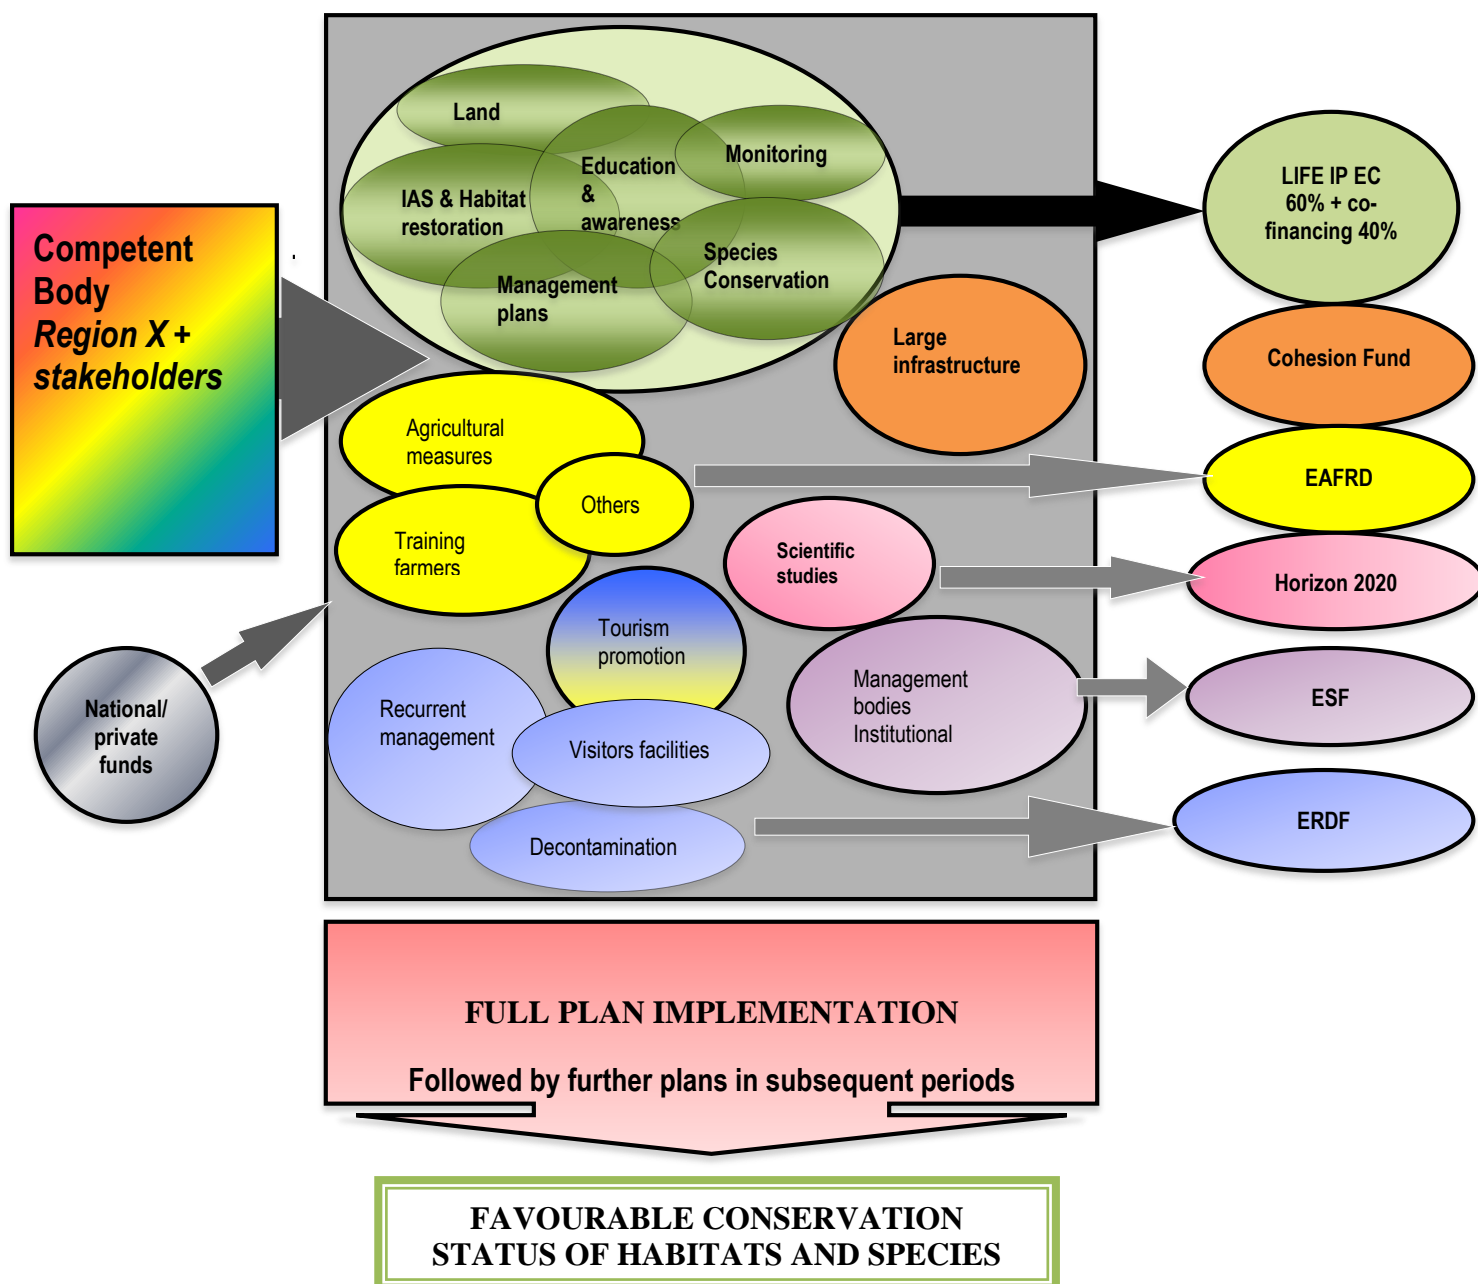 Competent
Body
Region X +
stakeholders
National/
private
funds
Land
Education
&
awareness
Monitoring
IAS & Habitat
restoration
Species
Conservation
Management
plans
Large
infrastructure
Agricultural
measures
Others
Training
farmers
Scientific
studies
Tourism
promotion
Management
bodies
Institutional
Recurrent
management
Visitors facilities
Decontamination
LIFE IP EC
60% + co-
financing 40%
Cohesion Fund
EAFRD
Horizon 2020
ESF
ERDF
FULL PLAN IMPLEMENTATION
Followed by further plans in subsequent periods
FAVOURABLE CONSERVATION
STATUS OF HABITATS AND SPECIES